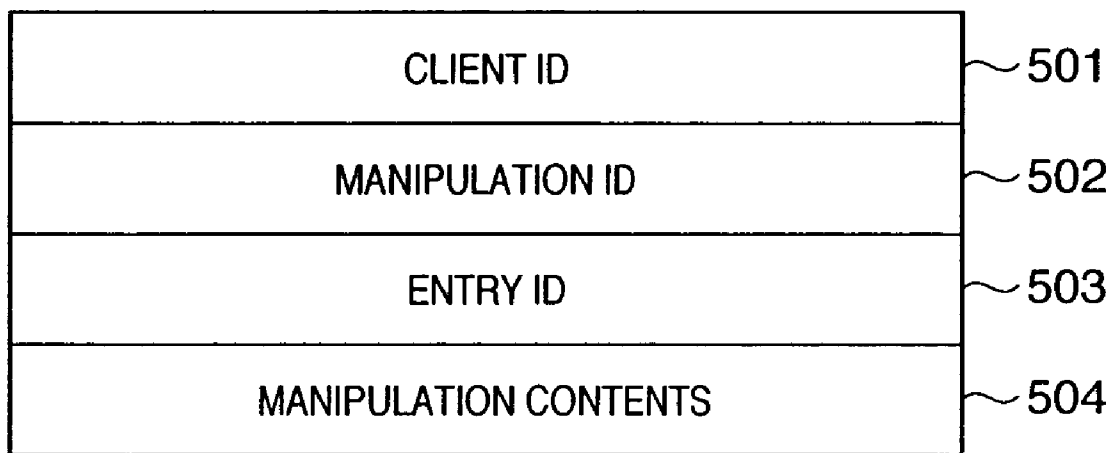 CLIENT ID 501
MANIPULATION ID 502
ENTRY ID 503
MANIPULATION CONTENTS 504